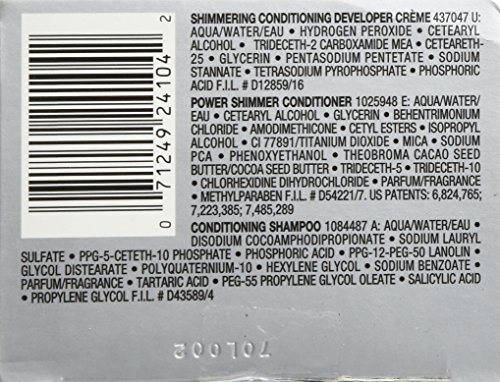 SHIMMERING CONDITIONING DEVELOPER CRÈME 437047 U:
AQUA/WATER/EAU • HYDROGEN PEROXIDE • CETEARYL
ALCOHOL • TRIDECETH-2 CARBOXAMIDE MEA • CETEARETH-
25 • GLYCERIN • PENTASODIUM PENTETATE • SODIUM
STANNATE • TETRASODIUM PYROPHOSPHATE • PHOSPHORIC
ACID F.I.L. # D12859/16
POWER SHIMMER CONDITIONER 1025948 E: AQUA/WATER/
EAU • CETEARYL ALCOHOL • GLYCERIN • BEHENTRIMONIUM
CHLORIDE • AMODIMETHICONE • CETYL ESTERS • ISOPROPYL
ALCOHOL • CI 77891/TITANIUM DIOXIDE • MICA • SODIUM
PCA • PHENOXYETHANOL • THEOBROMA CACAO SEED
BUTTER/COCOA SEED BUTTER • TRIDECETH-5 • TRIDECETH-10
• CHLORHEXIDINE DIHYDROCHLORIDE • PARFUM/FRAGRANCE
• METHYLPARABEN F.I.L. # D54221/7. US PATENTS: 6,824,765;
7,223,385; 7,485,289
CONDITIONING SHAMPOO 1084487 A: AQUA/WATER/EAU •
DISODIUM COCOAMPHODIPROPIONATE • SODIUM LAURYL
SULFATE • PPG-5-CETETH-10 PHOSPHATE • PHOSPHORIC ACID • PPG-12-PEG-50 LANOLIN •
GLYCOL DISTEARATE • POLYQUATERNIUM-10 • HEXYLENE GLYCOL • SODIUM BENZOATE •
PARFUM/FRAGRANCE • TARTARIC ACID • PEG-55 PROPYLENE GLYCOL OLEATE • SALICYLIC ACID
• PROPYLENE GLYCOL F.I.L. # D43589/4
0 71249 24104 2
70L002